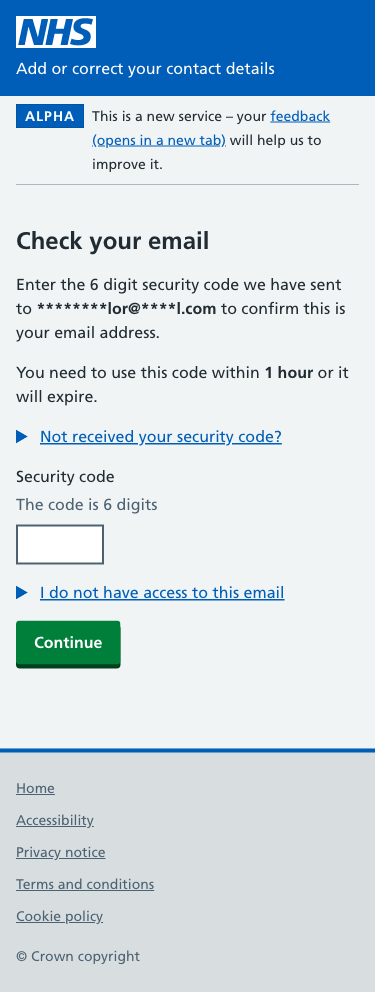 NHS
Add or correct your contact details
ALPHA
This is a new service – your feedback
(opens in a new tab) will help us to
improve it.
Check your email
Enter the 6 digit security code we have sent
to ********lor@****l.com to confirm this is
your email address.
You need to use this code within 1 hour or it
will expire.
Not received your security code?
Security code
The code is 6 digits
I do not have access to this email
Continue
Home
Accessibility
Privacy notice
Terms and conditions
Cookie policy
© Crown copyright